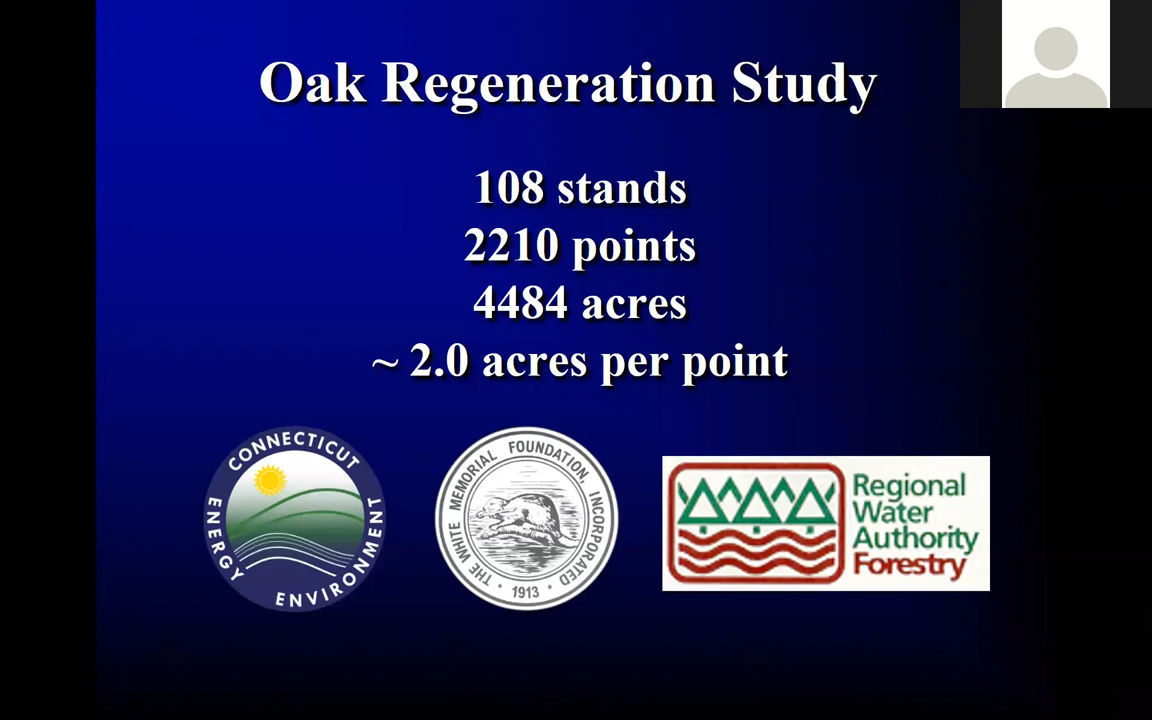 Oak Regeneration Study
108 stands
2210 points
4484 acres
~ 2.0 acres per point
CONNECTICUT
ENERGY
ENVIRONMENT
THE WHITE MEMORIAL FOUNDATION, INCORPORATED
· 1913 ·
Regional
Water
Authority
Forestry